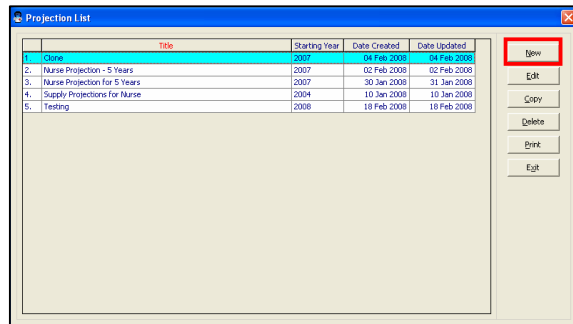 Projection List
Title Starting Year Date Created Date Updated
1. Clone 2007 04 Feb 2008 04 Feb 2008
2. Nurse Projection - 5 Years 2007 02 Feb 2008 02 Feb 2008
3. Nurse Projection for 5 Years 2007 30 Jan 2008 31 Jan 2008
4. Supply Projections for Nurse 2004 10 Jan 2008 10 Jan 2008
5. Testing 2008 18 Feb 2008 18 Feb 2008
New
Edit
Copy
Delete
Print
Exit